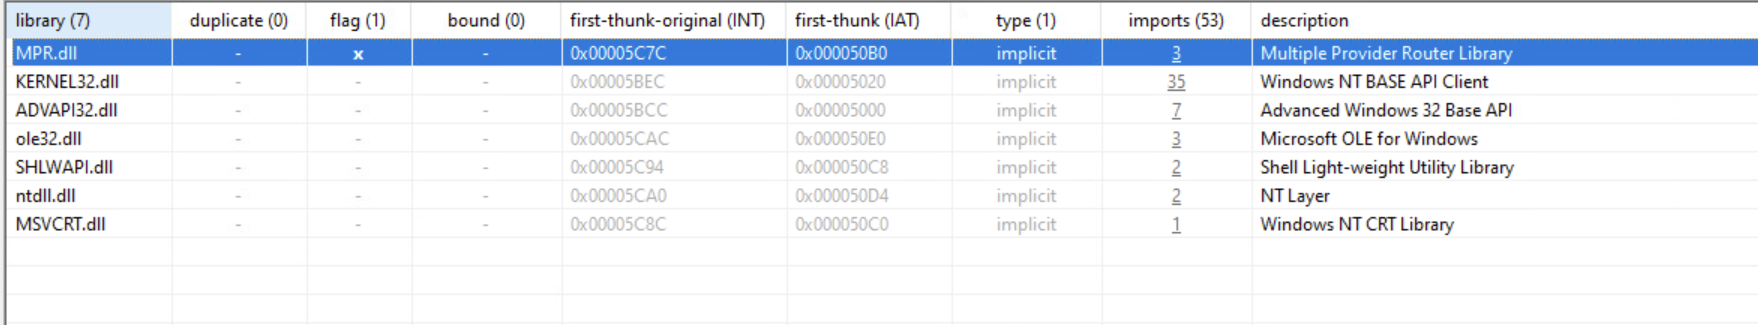 library (7) duplicate (0) flag (1) bound (0) first-thunk-original (INT) first-thunk (IAT) type (1) imports (53) description
MPR.dll - x - 0x00005C7C 0x000050B0 implicit 3 Multiple Provider Router Library
KERNEL32.dll - - - 0x00005BEC 0x00005020 implicit 35 Windows NT BASE API Client
ADVAPI32.dll - - - 0x00005BCC 0x00005000 implicit 7 Advanced Windows 32 Base API
ole32.dll - - - 0x00005CAC 0x000050E0 implicit 3 Microsoft OLE for Windows
SHLWAPI.dll - - - 0x00005C94 0x000050C8 implicit 2 Shell Light-weight Utility Library
ntdll.dll - - - 0x00005CA0 0x000050D4 implicit 2 NT Layer
MSVCRT.dll - - - 0x00005C8C 0x000050C0 implicit 1 Windows NT CRT Library